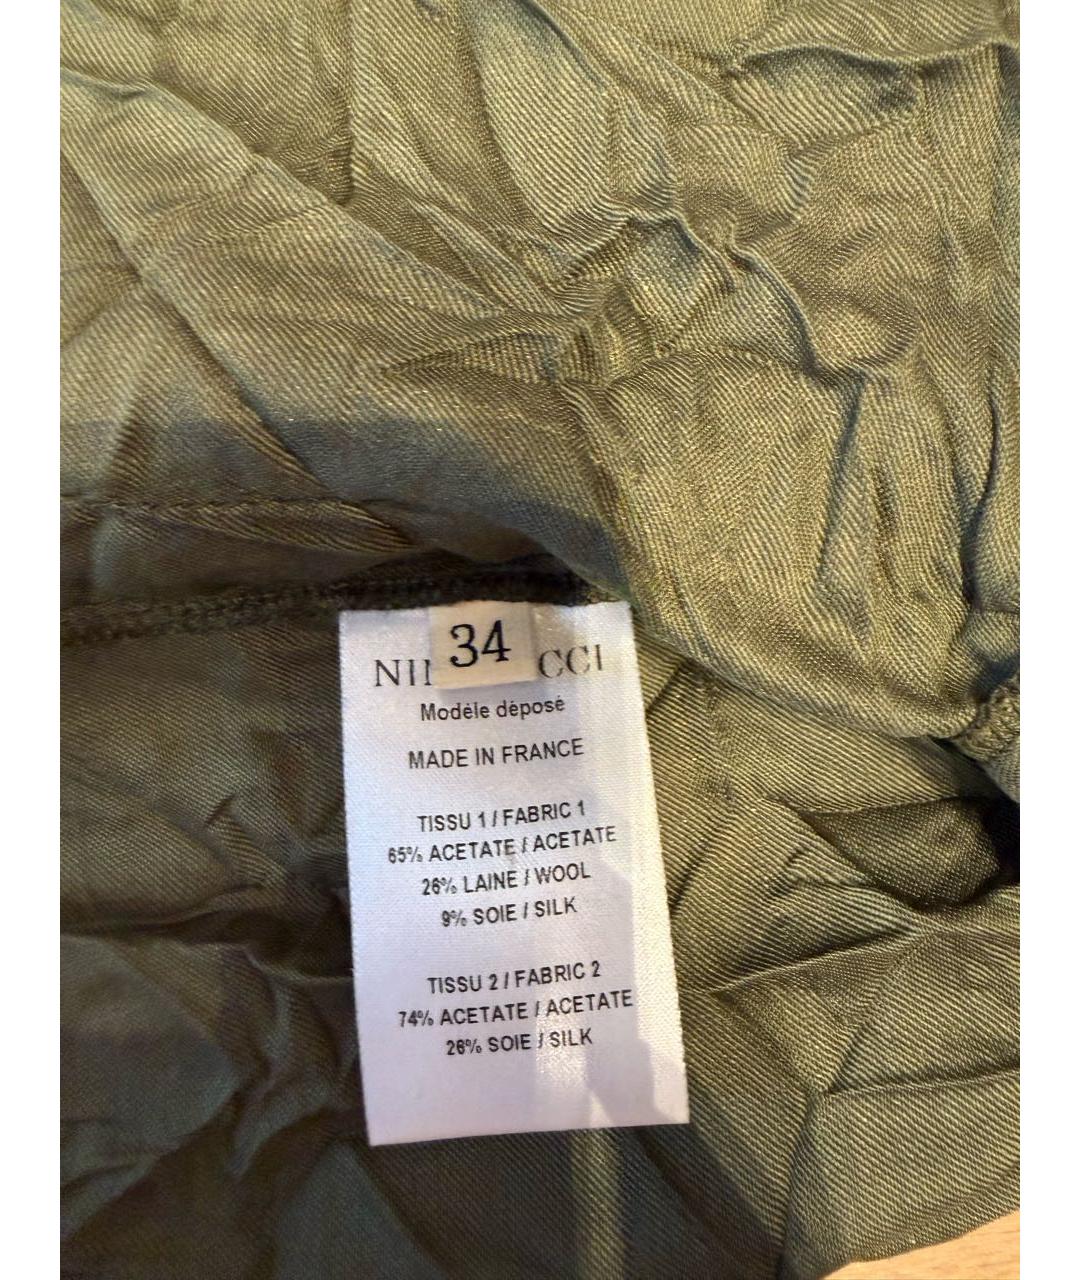 34
NI CCI
Modéle déposé
MADE IN FRANCE
TISSU 1 / FABRIC 1
65% ACETATE / ACETATE
26% LAINE / WOOL
9% SOIE / SILK
TISSU 2 / FABRIC 2
74% ACETATE / ACETATE
26% SOIE / SILK